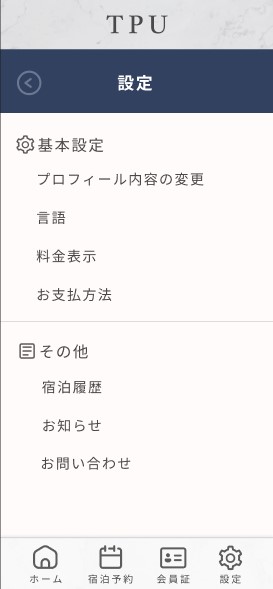 TPU
設定
基本設定
プロフィール内容の変更
言語
料金表示
お支払方法
その他
宿泊履歴
お知らせ
お問い合わせ
ホーム 宿泊予約 会員証 設定